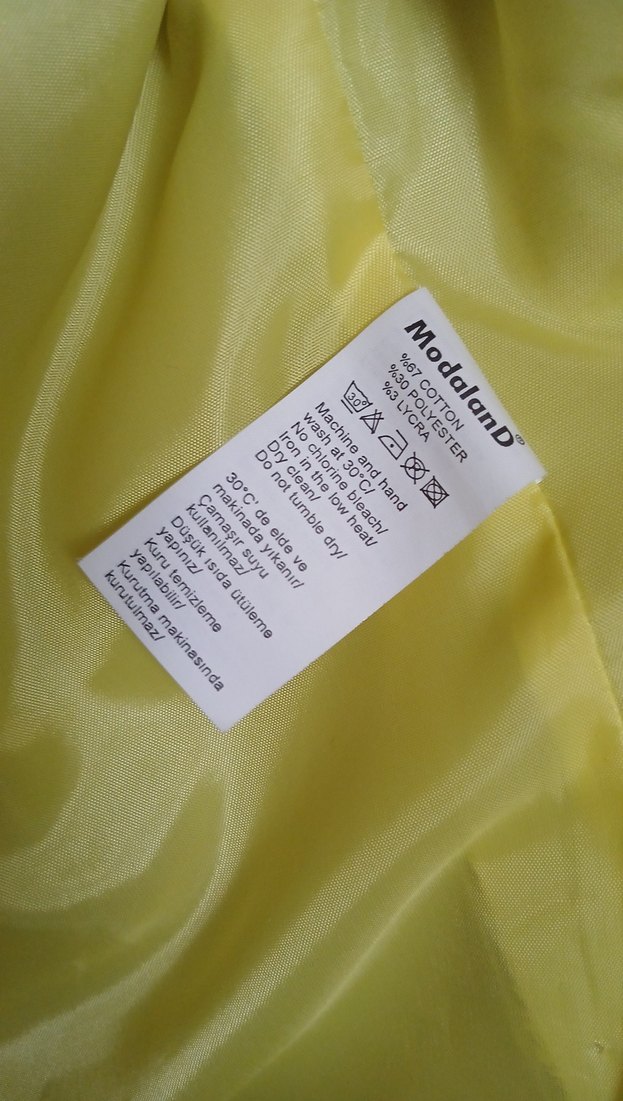 ModalanD®
%67 COTTON
%30 POLYESTER
%3 LYCRA
30°
Machine and hand
wash at 30°C/
No chlorine bleach/
Iron in the low heat/
Dry clean/
Do not tumble dry/
30°C' de elde ve
makinada yıkanır/
Çamaşır suyu
kullanılmaz/
Düşük ısıda ütüleme
yapınız/
Kuru temizleme
yapılabilir/
Kurutma makinasında
kurutulmaz/